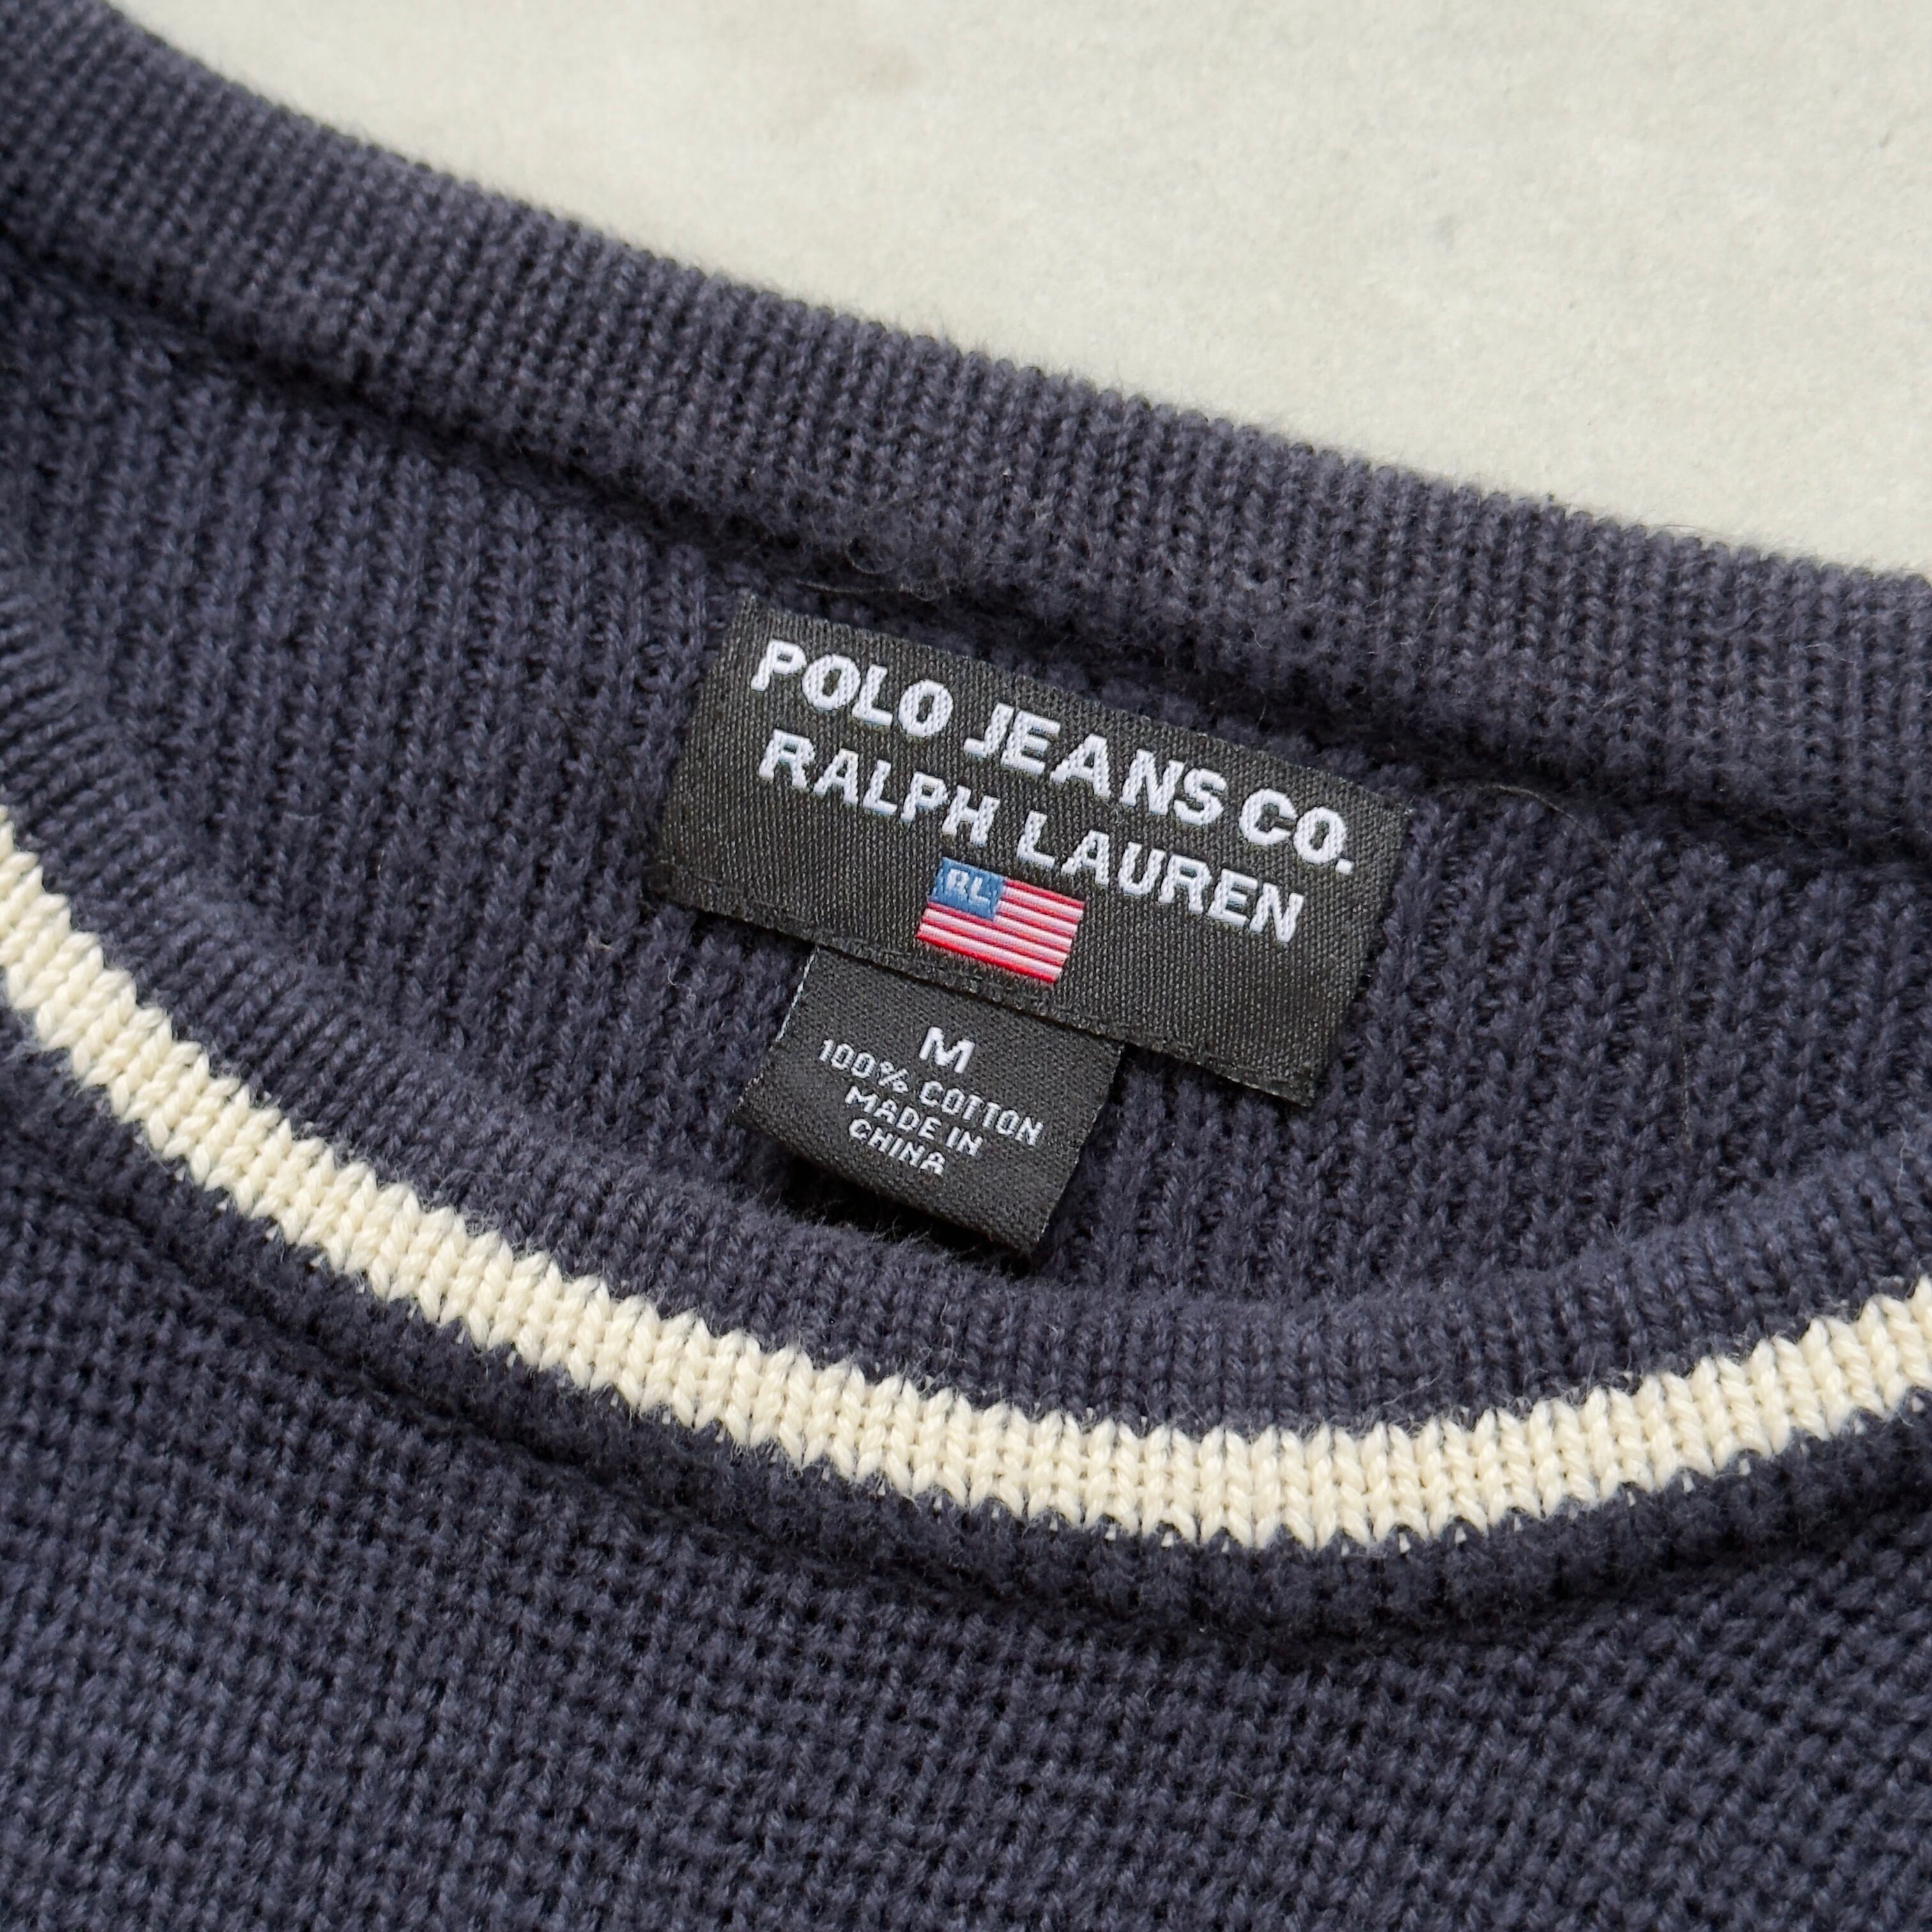 POLO JEANS CO.
RALPH LAUREN
RL
M
100% COTTON
MADE IN
CHINA